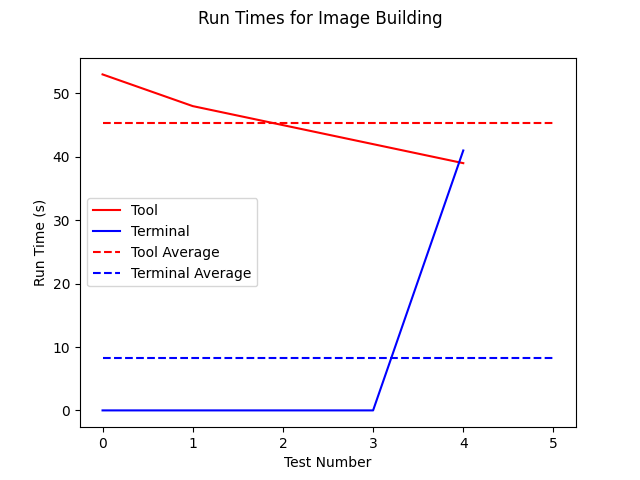 Run Times for Image Building
Run Time (s)
50
40
30
20
10
0
Tool
Terminal
Tool Average
Terminal Average
0 1 2 3 4 5
Test Number